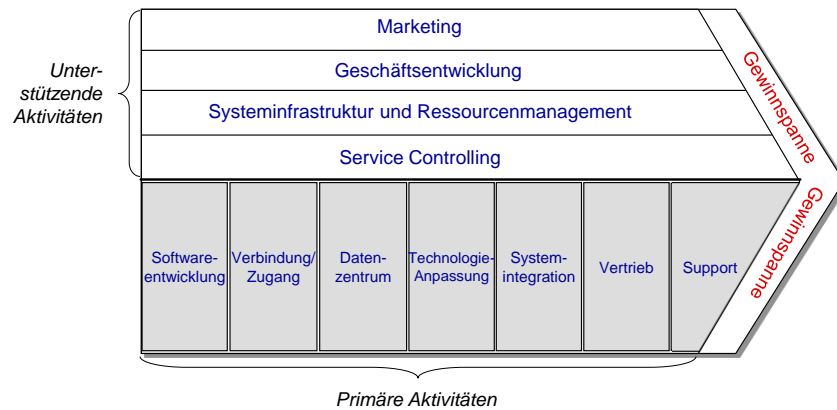 Marketing
Unter-
stützende
Aktivitäten
Geschäftsentwicklung
Systeminfrastruktur und Ressourcenmanagement
Service Controlling
Gewinnspanne
Gewinnspanne
Software-
entwicklung
Verbindung/
Zugang
Daten-
zentrum
Technologie-
Anpassung
System-
integration
Vertrieb
Support
Primäre Aktivitäten